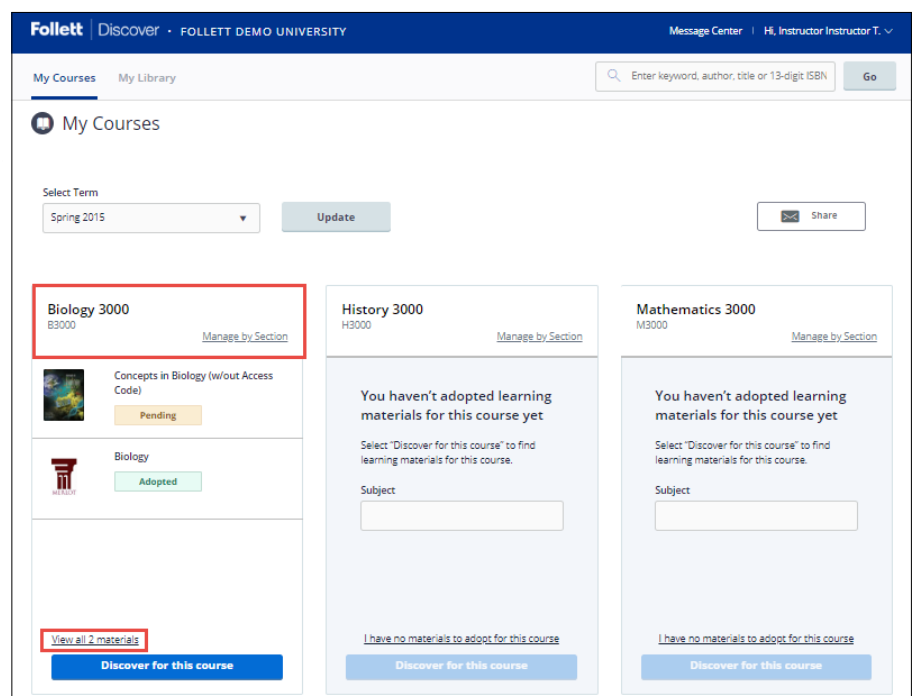 Follett Discover · FOLLETT DEMO UNIVERSITY
Message Center Hi, Instructor Instructor T.
My Courses My Library
Enter keyword, author, title or 13-digit ISBN
Go
My Courses
Select Term
Spring 2015
Update
Share
Biology 3000
B3000
Manage by Section
Concepts in Biology (w/out Access
Code)
Pending
Biology
Adopted
MERLOT
View all 2 materials
Discover for this course
History 3000
H3000
Manage by Section
You haven't adopted learning
materials for this course yet
Select "Discover for this course" to find
learning materials for this course.
Subject
I have no materials to adopt for this course
Discover for this course
Mathematics 3000
M3000
Manage by Section
You haven't adopted learning
materials for this course yet
Select "Discover for this course" to find
learning materials for this course.
Subject
I have no materials to adopt for this course
Discover for this course